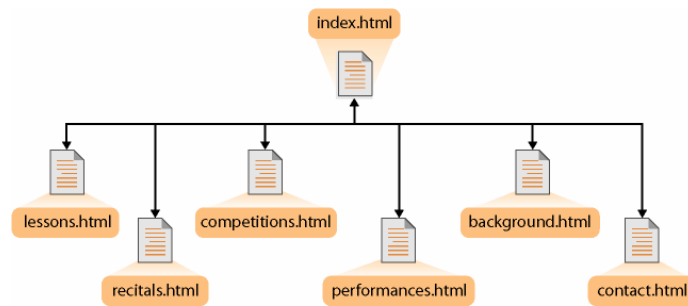 index.html
lessons.html
competitions.html
background.html
recitals.html
performances.html
contact.html